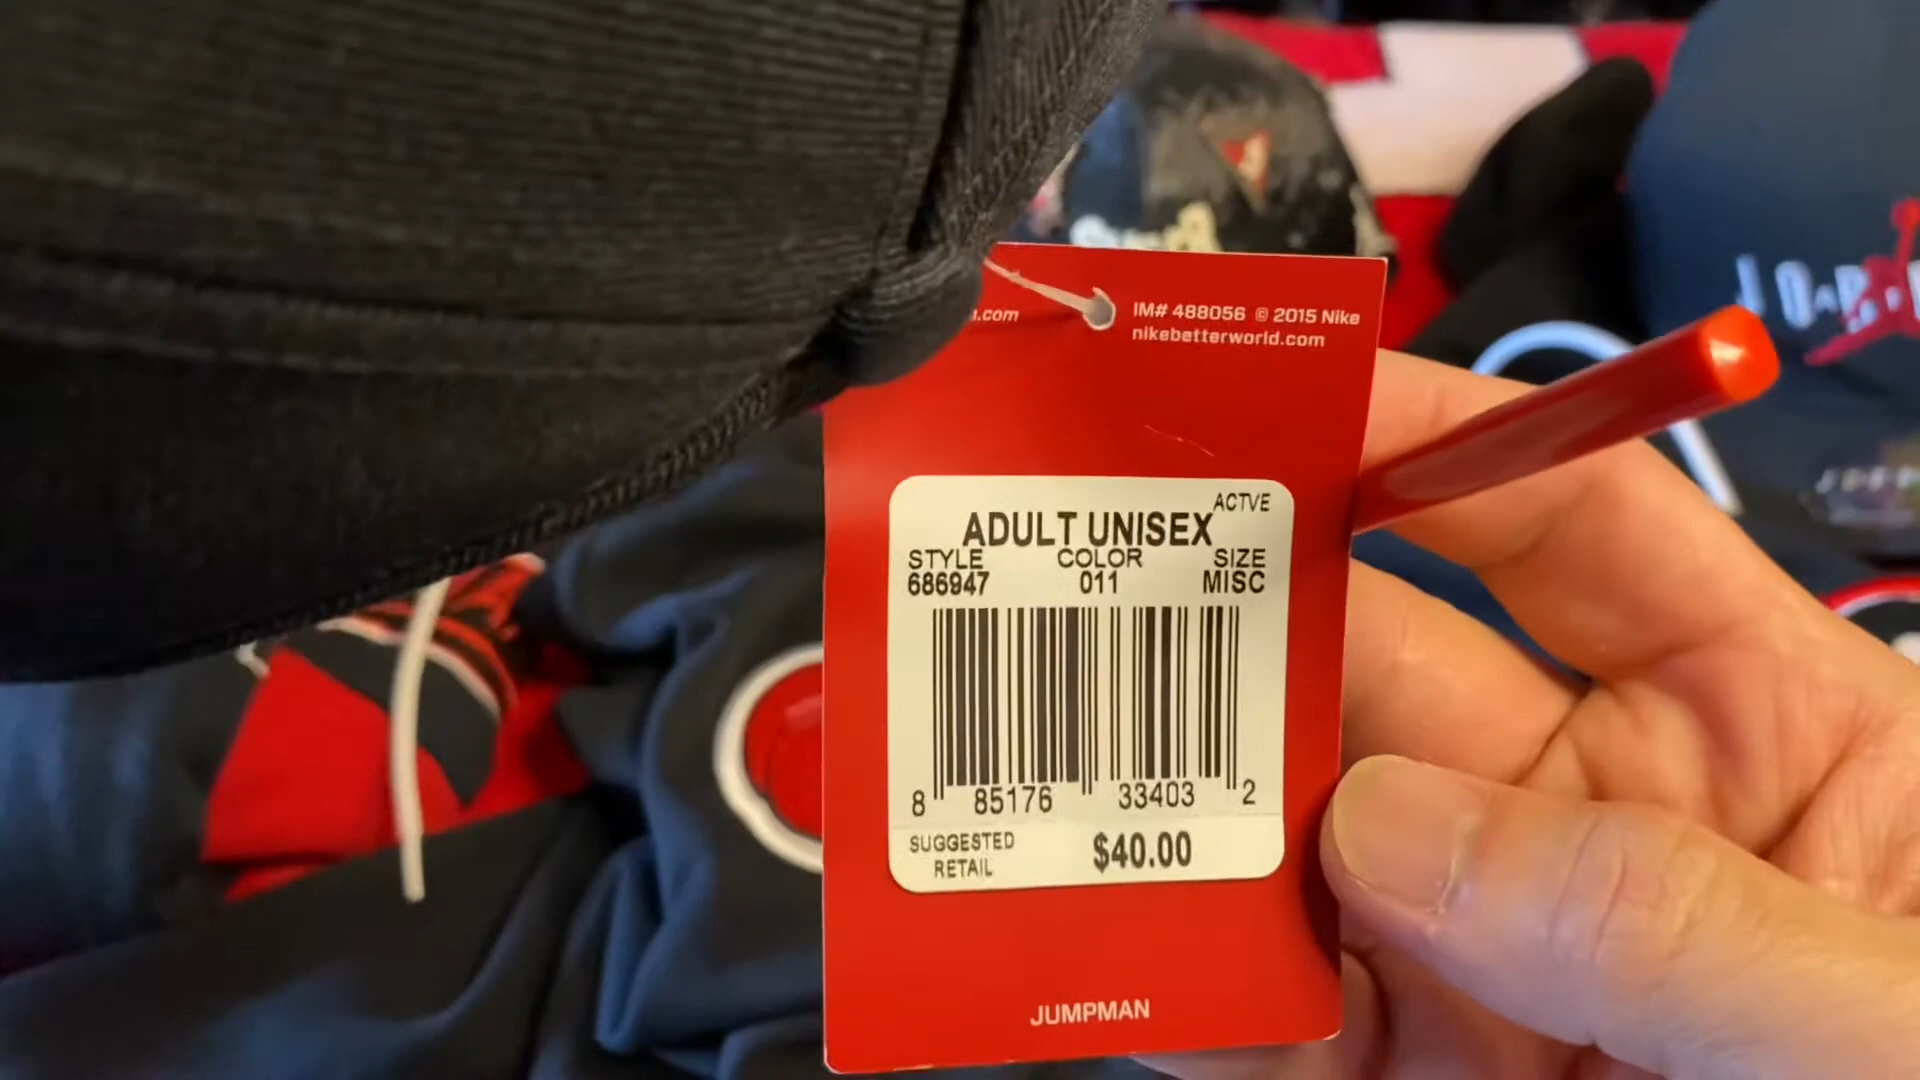 .com
IM# 488056 © 2015 Nike
nikebetterworld.com
ACTVE
ADULT UNISEX
STYLE COLOR SIZE
686947 011 MISC
8 85176 33403 2
SUGGESTED RETAIL $40.00
JUMPMAN
JORDAN